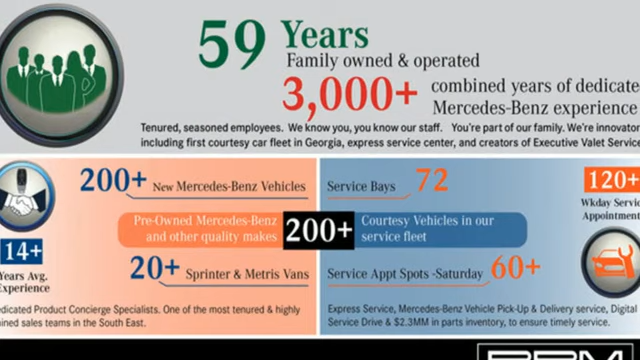 59 Years
Family owned & operated
3,000+ combined years of dedicate
Mercedes-Benz experience
Tenured, seasoned employees. We know you, you know our staff. You're part of our family. We're innovator
including first courtesy car fleet in Georgia, express service center, and creators of Executive Valet Service
200+ New Mercedes-Benz Vehicles
Service Bays 72
120+
Wkday Servic
Appointment
Pre-Owned Mercedes-Benz
and other quality makes
200+
Courtesy Vehicles in our
service fleet
14+
Years Avg.
Experience
20+ Sprinter & Metris Vans
Service Appt Spots -Saturday 60+
edicated Product Concierge Specialists. One of the most tenured & highly
ined sales teams in the South East.
Express Service, Mercedes-Benz Vehicle Pick-Up & Delivery service, Digital
Service Drive & $2.3MM in parts inventory, to ensure timely service.